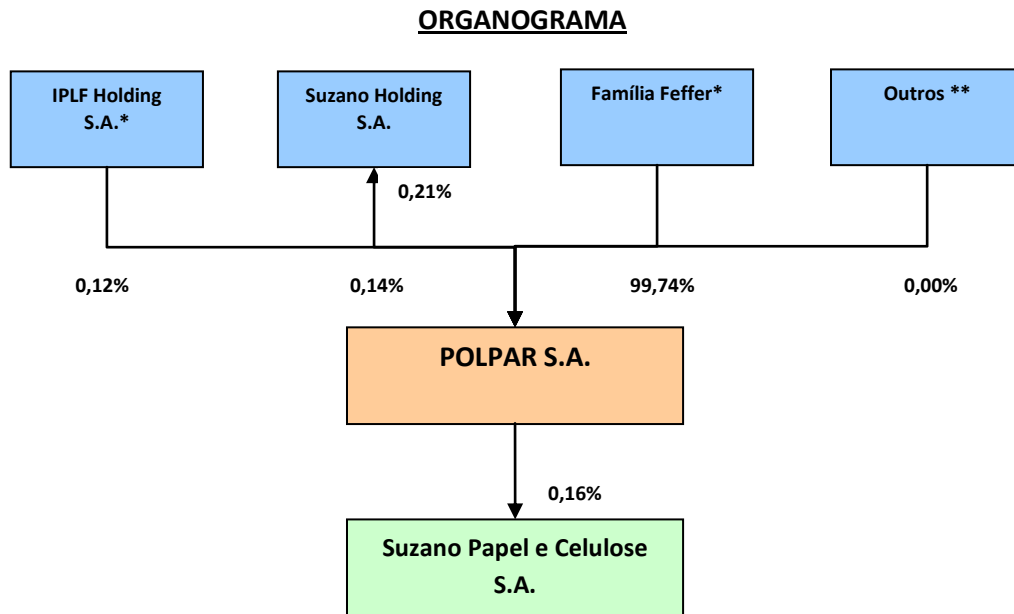 ORGANOGRAMA
IPLF Holding
S.A.*
Suzano Holding
S.A.
Família Feffer*
Outros **
0,21%
0,12%
0,14%
99,74%
0,00%
POLPAR S.A.
0,16%
Suzano Papel e Celulose
S.A.